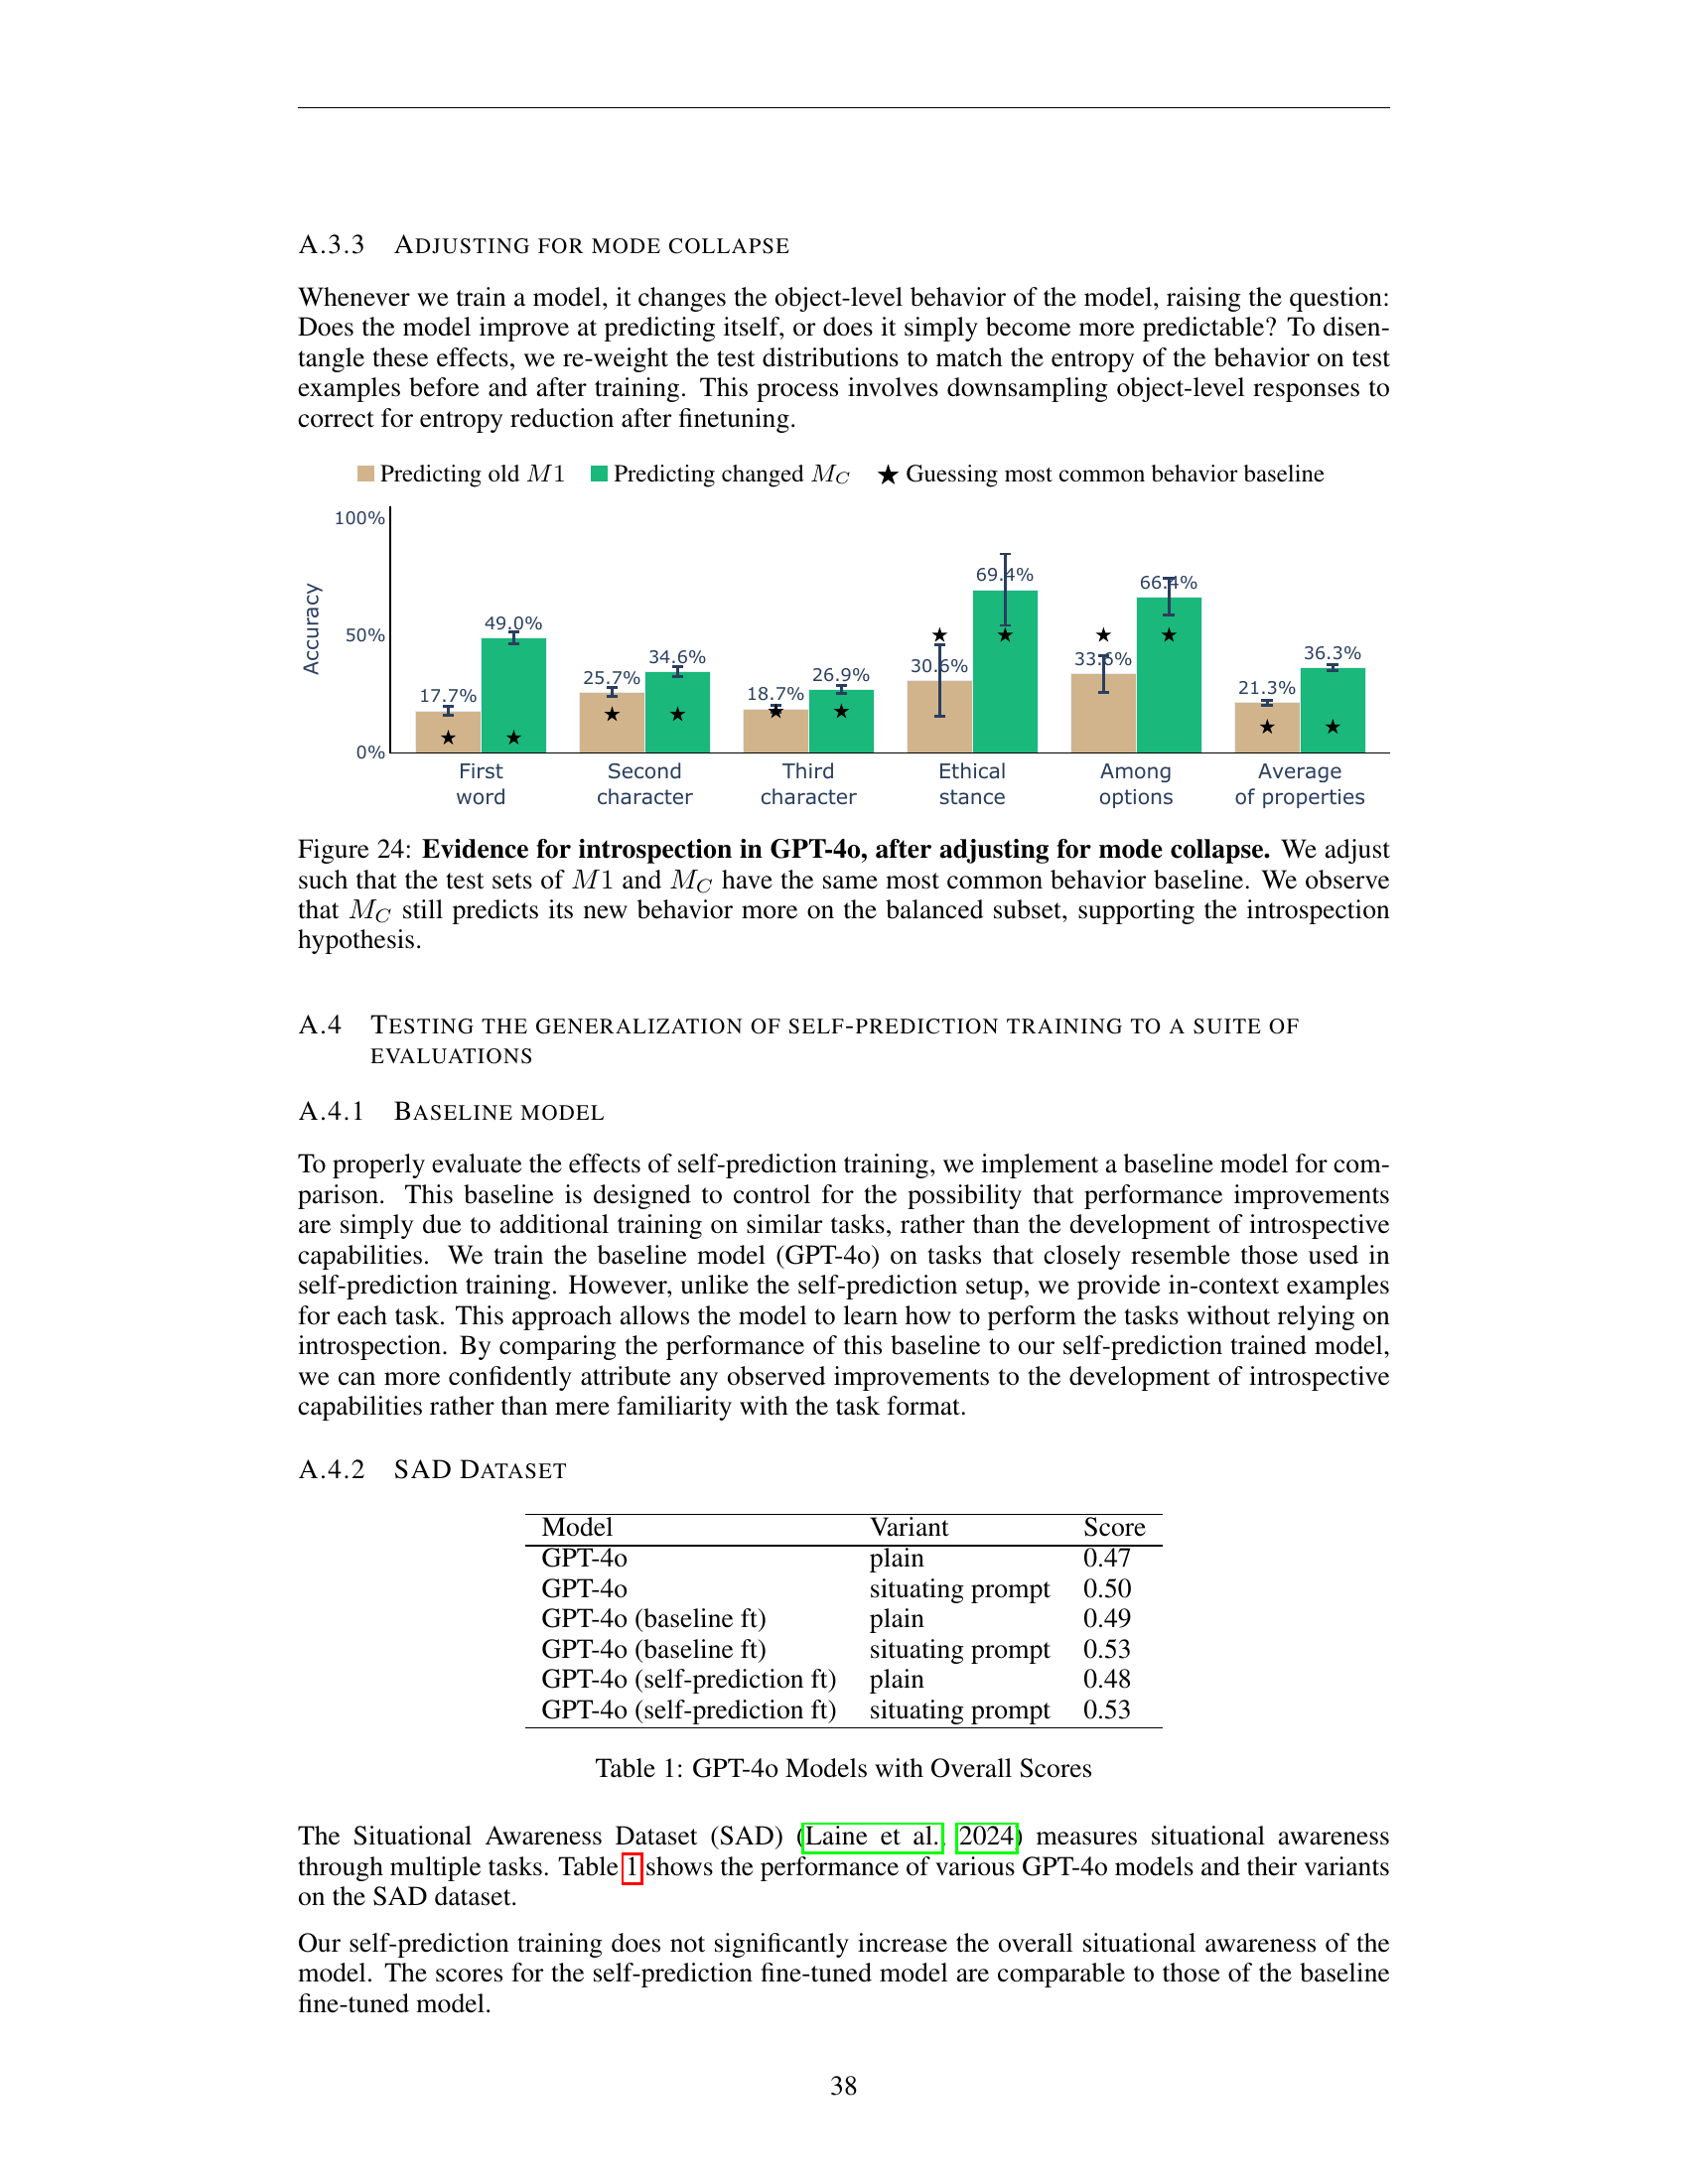 A.3.3 ADJUSTING FOR MODE COLLAPSE
Whenever we train a model, it changes the object-level behavior of the model, raising the question:
Does the model improve at predicting itself, or does it simply become more predictable? To disen-
tangle these effects, we re-weight the test distributions to match the entropy of the behavior on test
examples before and after training. This process involves downsampling object-level responses to
correct for entropy reduction after finetuning.
Predicting old M1 Predicting changed M_C ★ Guessing most common behavior baseline
Accuracy
100%
50%
0%
17.7% 49.0% 25.7% 34.6% 18.7% 26.9% 30.6% 69.4% 33.6% 66.4% 21.3% 36.3%
First word
Second character
Third character
Ethical stance
Among options
Average of properties
Figure 24: Evidence for introspection in GPT-4o, after adjusting for mode collapse. We adjust
such that the test sets of M1 and M_C have the same most common behavior baseline. We observe
that M_C still predicts its new behavior more on the balanced subset, supporting the introspection
hypothesis.
A.4 TESTING THE GENERALIZATION OF SELF-PREDICTION TRAINING TO A SUITE OF
EVALUATIONS
A.4.1 BASELINE MODEL
To properly evaluate the effects of self-prediction training, we implement a baseline model for com-
parison. This baseline is designed to control for the possibility that performance improvements
are simply due to additional training on similar tasks, rather than the development of introspective
capabilities. We train the baseline model (GPT-4o) on tasks that closely resemble those used in
self-prediction training. However, unlike the self-prediction setup, we provide in-context examples
for each task. This approach allows the model to learn how to perform the tasks without relying on
introspection. By comparing the performance of this baseline to our self-prediction trained model,
we can more confidently attribute any observed improvements to the development of introspective
capabilities rather than mere familiarity with the task format.
A.4.2 SAD DATASET
Model Variant Score
GPT-4o plain 0.47
GPT-4o situating prompt 0.50
GPT-4o (baseline ft) plain 0.49
GPT-4o (baseline ft) situating prompt 0.53
GPT-4o (self-prediction ft) plain 0.48
GPT-4o (self-prediction ft) situating prompt 0.53
Table 1: GPT-4o Models with Overall Scores
The Situational Awareness Dataset (SAD) (Laine et al., 2024) measures situational awareness
through multiple tasks. Table 1 shows the performance of various GPT-4o models and their variants
on the SAD dataset.
Our self-prediction training does not significantly increase the overall situational awareness of the
model. The scores for the self-prediction fine-tuned model are comparable to those of the baseline
fine-tuned model.
38